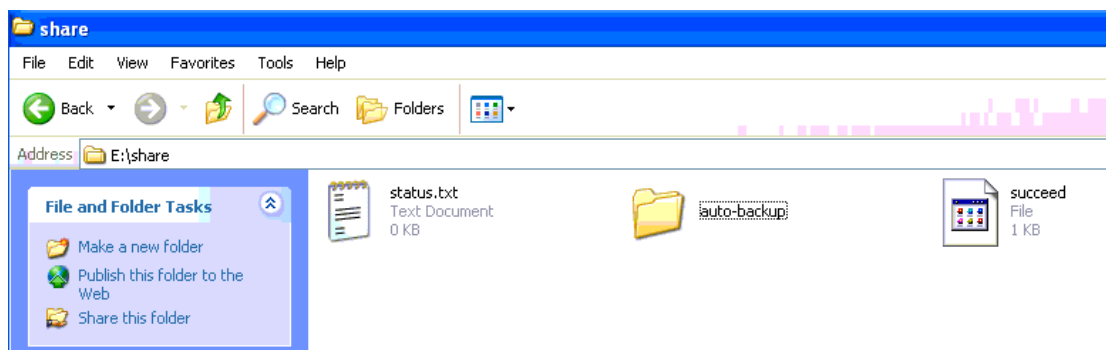 share
File Edit View Favorites Tools Help
Back Search Folders
Address E:\share
File and Folder Tasks
Make a new folder
Publish this folder to the
Web
Share this folder
status.txt
Text Document
0 KB
auto-backup
succeed
File
1 KB